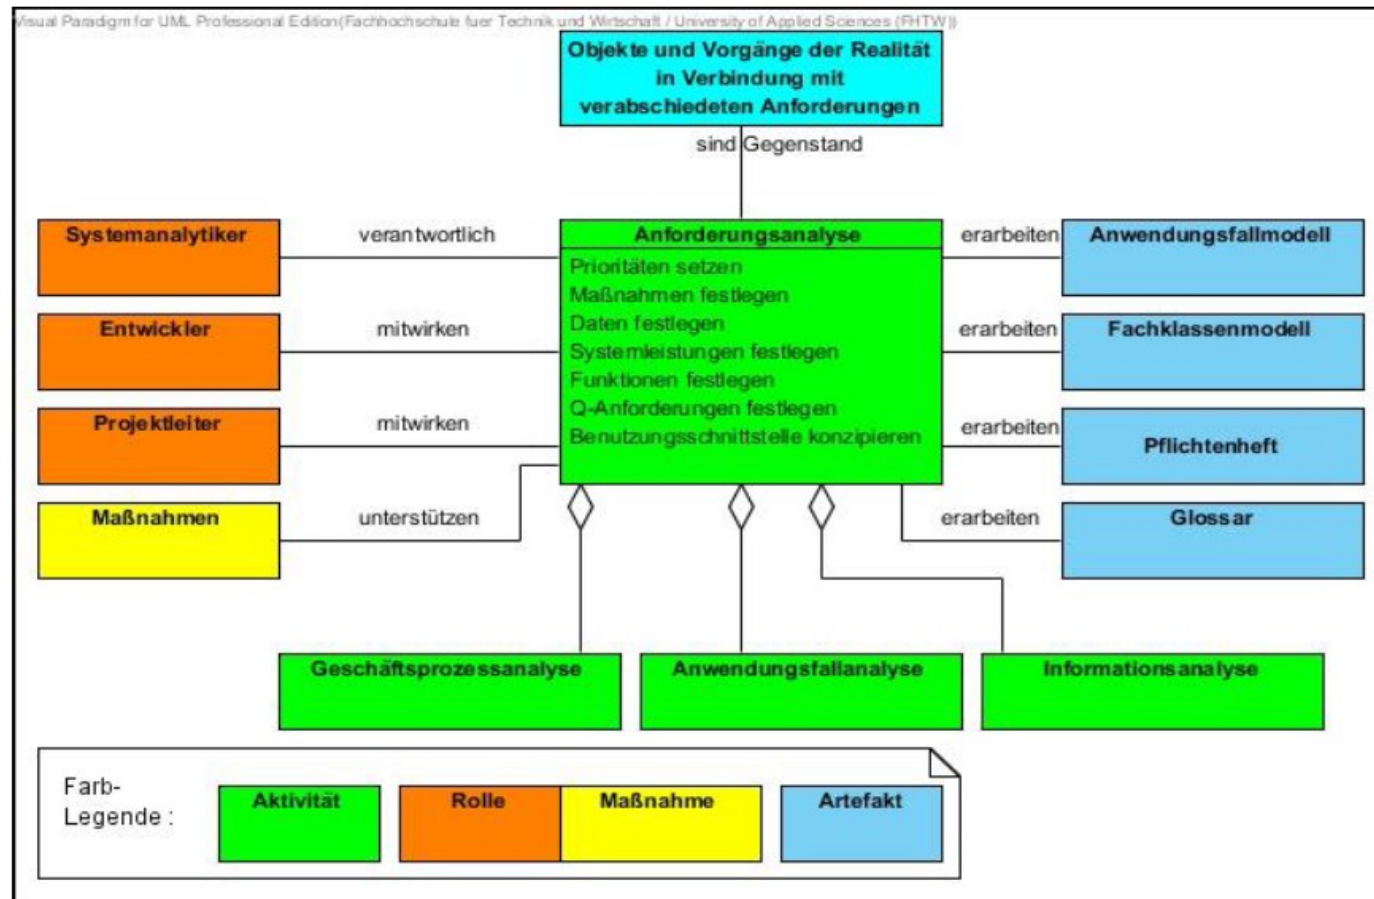 Visual Paradigm for UML Professional Edition(Fachhochschule fuer Technik und Wirtschaft / University of Applied Sciences (FHTW))
Objekte und Vorgänge der Realität
in Verbindung mit
verabschiedeten Anforderungen
sind Gegenstand
Systemanalytiker
verantwortlich
Anforderungsanalyse
erarbeiten
Anwendungsfallmodell
Prioritäten setzen
Maßnahmen festlegen
Entwickler
mitwirken
Daten festlegen
erarbeiten
Fachklassenmodell
Systemleistungen festlegen
Funktionen festlegen
Projektleiter
mitwirken
Q-Anforderungen festlegen
erarbeiten
Pflichtenheft
Benutzungsschnittstelle konzipieren
Maßnahmen
unterstützen
erarbeiten
Glossar
Geschäftsprozessanalyse
Anwendungsfallanalyse
Informationsanalyse
Farb-
Legende :
Aktivität
Rolle
Maßnahme
Artefakt